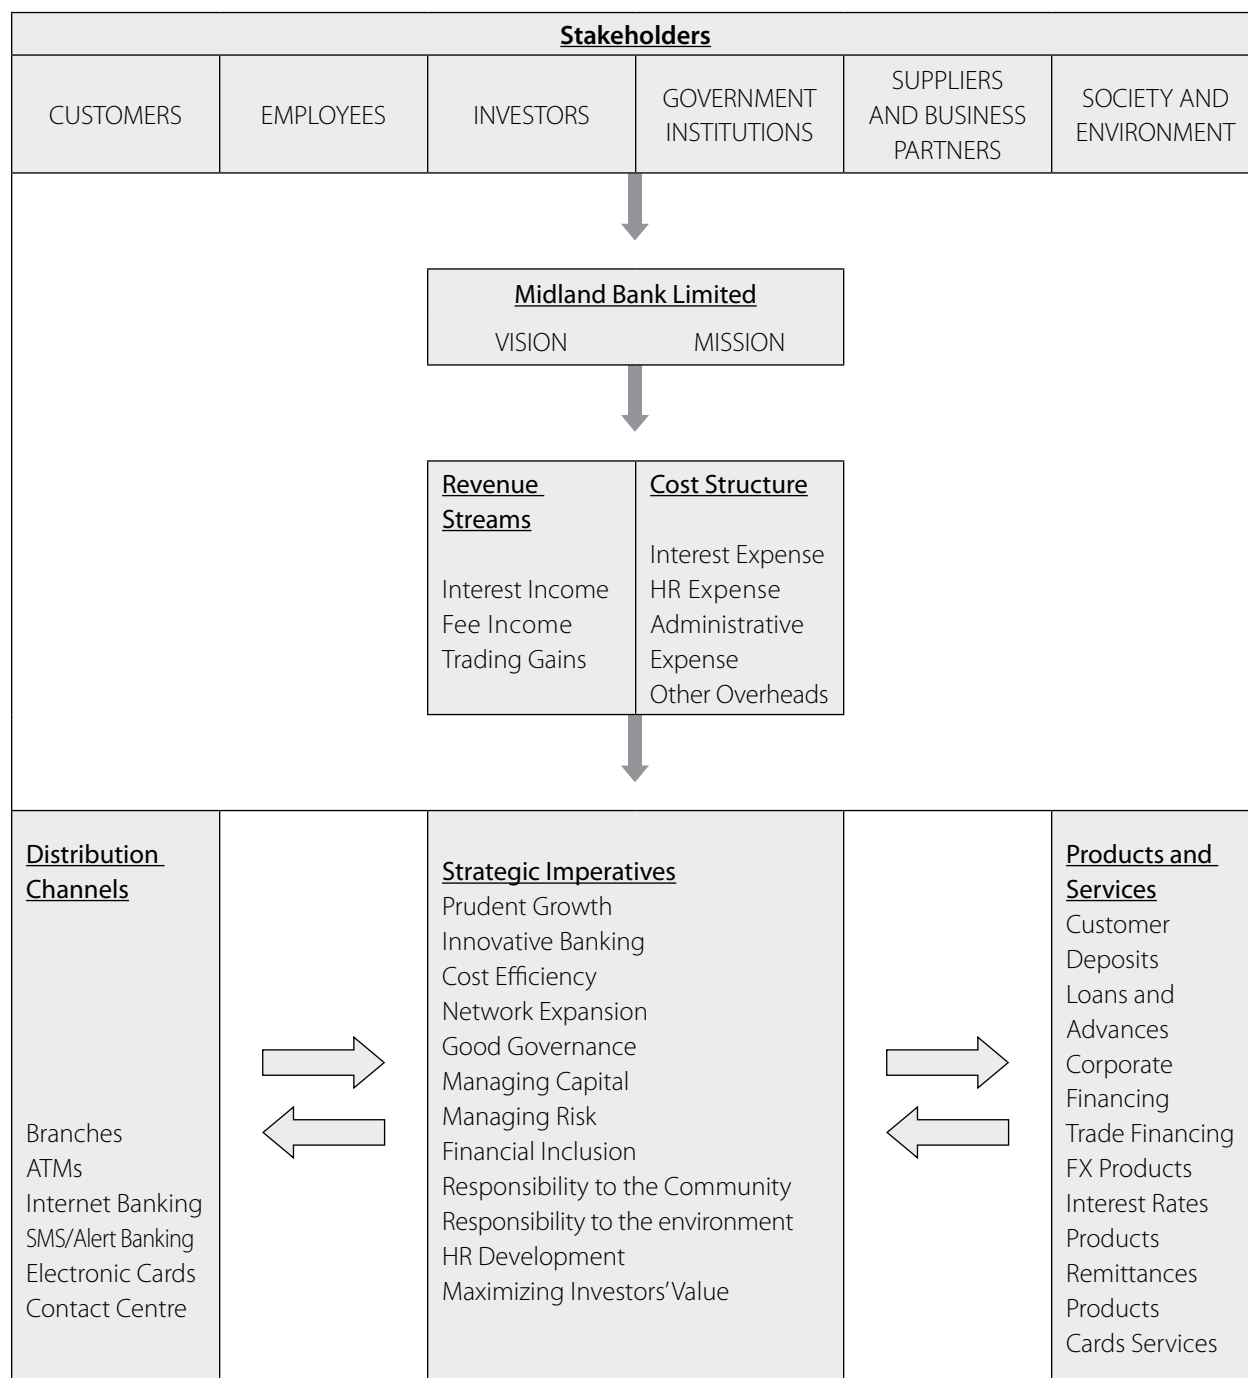 Stakeholders
CUSTOMERS
EMPLOYEES
INVESTORS
GOVERNMENT
INSTITUTIONS
SUPPLIERS
AND BUSINESS
PARTNERS
SOCIETY AND
ENVIRONMENT
Midland Bank Limited
VISION MISSION
Revenue
Streams
Interest Income
Fee Income
Trading Gains
Cost Structure
Interest Expense
HR Expense
Administrative
Expense
Other Overheads
Distribution
Channels
Branches
ATMs
Internet Banking
SMS/Alert Banking
Electronic Cards
Contact Centre
Strategic Imperatives
Prudent Growth
Innovative Banking
Cost Efficiency
Network Expansion
Good Governance
Managing Capital
Managing Risk
Financial Inclusion
Responsibility to the Community
Responsibility to the environment
HR Development
Maximizing Investors' Value
Products and
Services
Customer
Deposits
Loans and
Advances
Corporate
Financing
Trade Financing
FX Products
Interest Rates
Products
Remittances
Products
Cards Services